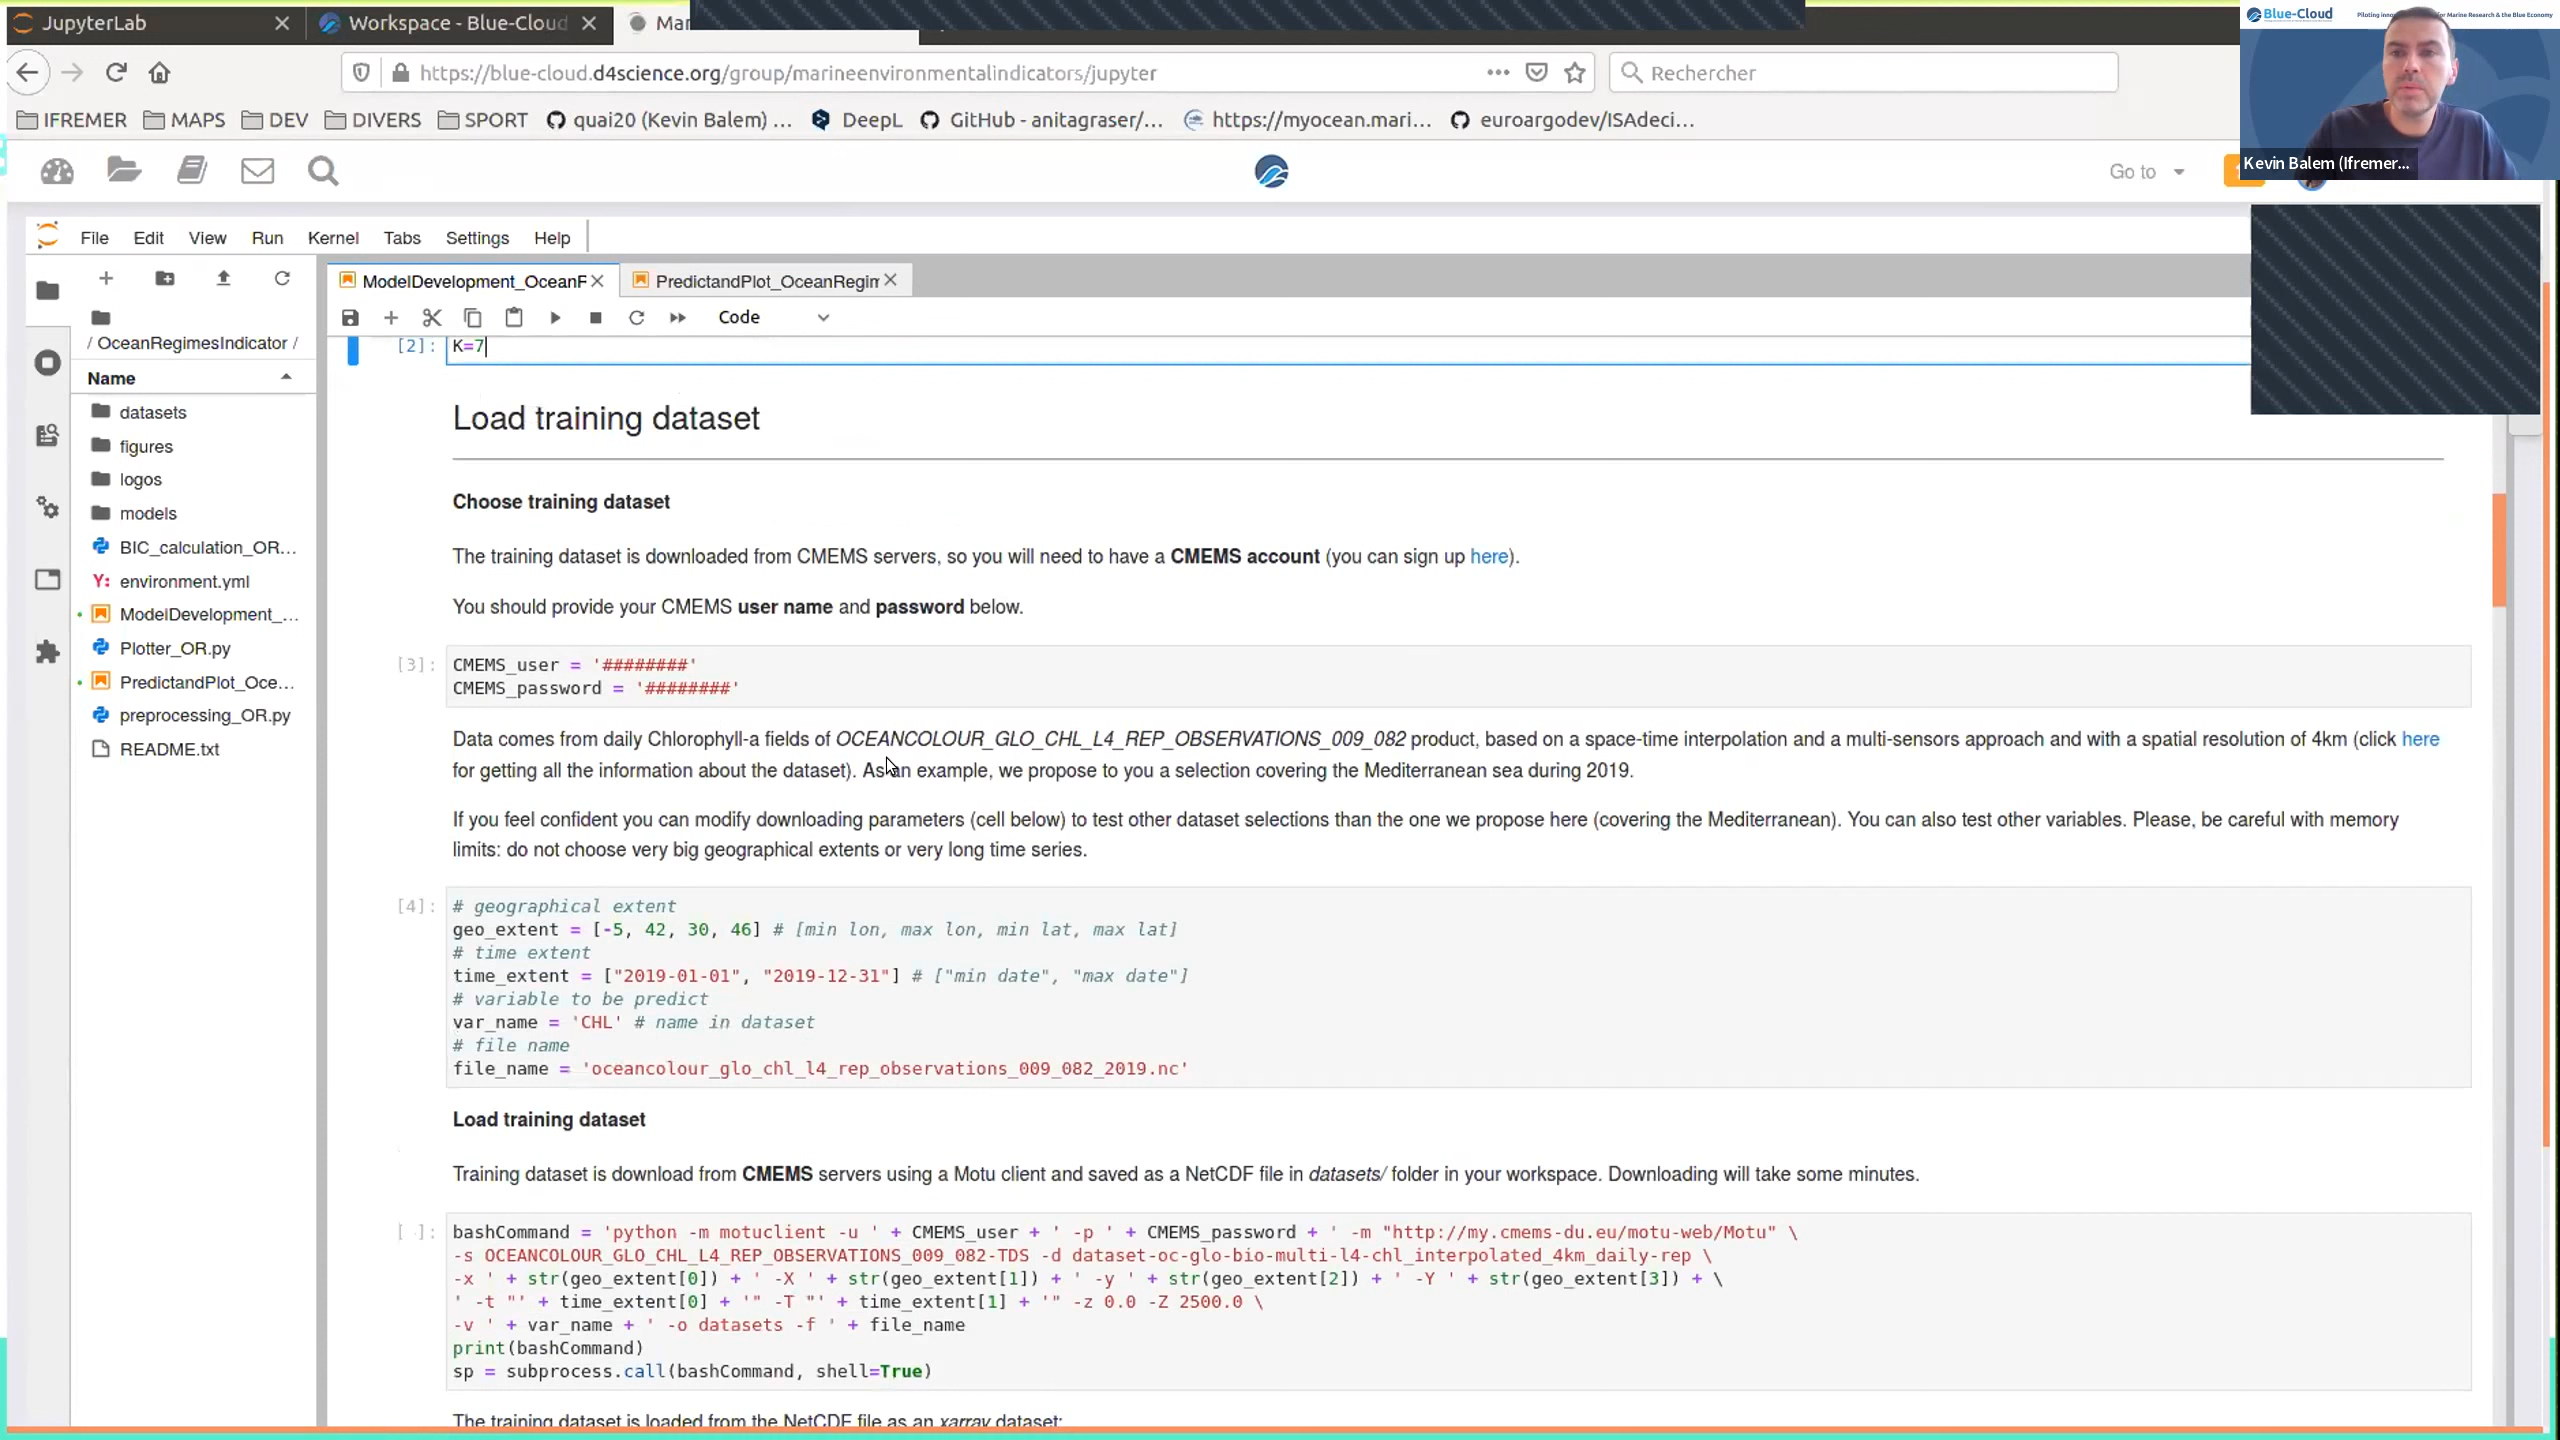 JupyterLab
Workspace - Blue-Cloud
Mar
Blue-Cloud
https://blue-cloud.d4science.org/group/marineenvironmentalindicators/jupyter
Rechercher
IFREMER MAPS DEV DIVERS SPORT quai20 (Kevin Balem) ... DeepL GitHub - anitagraser/... https://myocean.mari... euroargodev/ISAdeci...
Kevin Balem (Ifremer...
Go to
File Edit View Run Kernel Tabs Settings Help
ModelDevelopment_OceanR
PredictandPlot_OceanRegim
Code
/ OceanRegimesIndicator /
Name
datasets
figures
logos
models
BIC_calculation_OR...
environment.yml
ModelDevelopment_...
Plotter_OR.py
PredictandPlot_Oce...
preprocessing_OR.py
README.txt
[2]: K=7
Load training dataset
Choose training dataset
The training dataset is downloaded from CMEMS servers, so you will need to have a CMEMS account (you can sign up here).
You should provide your CMEMS user name and password below.
[3]: CMEMS_user = '########'
CMEMS_password = '########'
Data comes from daily Chlorophyll-a fields of OCEANCOLOUR_GLO_CHL_L4_REP_OBSERVATIONS_009_082 product, based on a space-time interpolation and a multi-sensors approach and with a spatial resolution of 4km (click here
for getting all the information about the dataset). As an example, we propose to you a selection covering the Mediterranean sea during 2019.
If you feel confident you can modify downloading parameters (cell below) to test other dataset selections than the one we propose here (covering the Mediterranean). You can also test other variables. Please, be careful with memory
limits: do not choose very big geographical extents or very long time series.
[4]: # geographical extent
geo_extent = [-5, 42, 30, 46] # [min lon, max lon, min lat, max lat]
# time extent
time_extent = ["2019-01-01", "2019-12-31"] # ["min date", "max date"]
# variable to be predict
var_name = 'CHL' # name in dataset
# file name
file_name = 'oceancolour_glo_chl_l4_rep_observations_009_082_2019.nc'
Load training dataset
Training dataset is download from CMEMS servers using a Motu client and saved as a NetCDF file in datasets/ folder in your workspace. Downloading will take some minutes.
[ ]: bashCommand = 'python -m motuclient -u ' + CMEMS_user + ' -p ' + CMEMS_password + ' -m "http://my.cmems-du.eu/motu-web/Motu" \
-s OCEANCOLOUR_GLO_CHL_L4_REP_OBSERVATIONS_009_082-TDS -d dataset-oc-glo-bio-multi-l4-chl_interpolated_4km_daily-rep \
-x ' + str(geo_extent[0]) + ' -X ' + str(geo_extent[1]) + ' -y ' + str(geo_extent[2]) + ' -Y ' + str(geo_extent[3]) + \
' -t "' + time_extent[0] + '" -T "' + time_extent[1] + '" -z 0.0 -Z 2500.0 \
-v ' + var_name + ' -o datasets -f ' + file_name
print(bashCommand)
sp = subprocess.call(bashCommand, shell=True)
The training dataset is loaded from the NetCDF file as an xarray dataset: